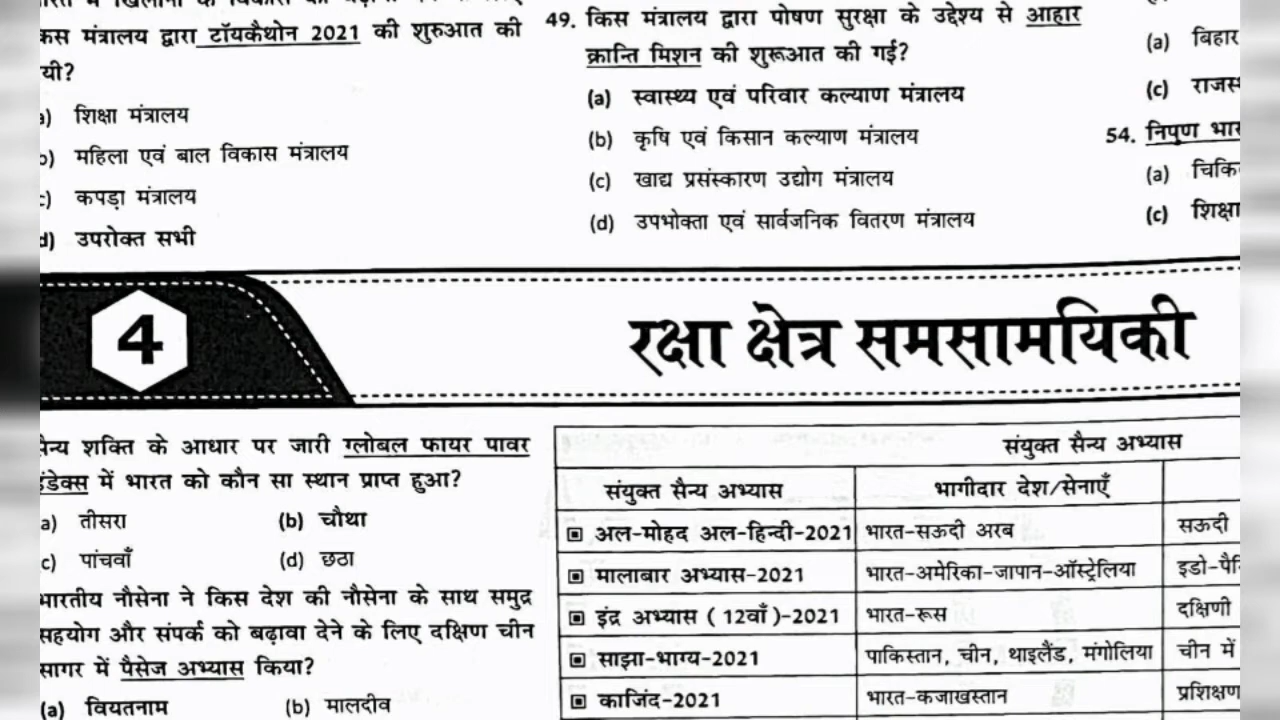 मंत्रालय द्वारा टॉयकैथोन 2021 की शुरुआत की
यी?
a) शिक्षा मंत्रालय
b) महिला एवं बाल विकास मंत्रालय
c) कपड़ा मंत्रालय
d) उपरोक्त सभी
49. किस मंत्रालय द्वारा पोषण सुरक्षा के उद्देश्य से आहार
क्रान्ति मिशन की शुरूआत की गई?
(a) स्वास्थ्य एवं परिवार कल्याण मंत्रालय
(b) कृषि एवं किसान कल्याण मंत्रालय
(c) खाद्य प्रसंस्करण उद्योग मंत्रालय
(d) उपभोक्ता एवं सार्वजनिक वितरण मंत्रालय
(a) बिहार
(c) राजस्
54. निपुण भार
(a) चिकि
(c) शिक्षा
4
रक्षा क्षेत्र समसामयिकी
सैन्य शक्ति के आधार पर जारी ग्लोबल फायर पावर
इंडेक्स में भारत को कौन सा स्थान प्राप्त हुआ?
a) तीसरा (b) चौथा
c) पांचवाँ (d) छठा
भारतीय नौसेना ने किस देश की नौसेना के साथ समुद्र
सहयोग और संपर्क को बढ़ावा देने के लिए दक्षिण चीन
सागर में पैसेज अभ्यास किया?
(a) वियतनाम (b) मालदीव
संयुक्त सैन्य अभ्यास
संयुक्त सैन्य अभ्यास भागीदार देश/सेनाएँ
अल-मोहद अल-हिन्दी-2021 भारत-सऊदी अरब सऊदी
मालाबार अभ्यास-2021 भारत-अमेरिका-जापान-ऑस्ट्रेलिया इडो-पै
इंद्र अभ्यास ( 12वाँ )-2021 भारत-रूस दक्षिणी
साझा-भाग्य-2021 पाकिस्तान, चीन, थाइलैंड, मंगोलिया चीन में
काजिंद-2021 भारत-कजाखस्तान प्रशिक्षण